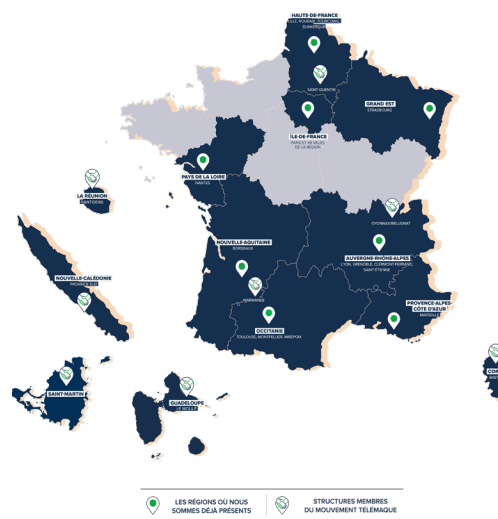 HAUTS-DE-FRANCE
LILLE, ROUBAIX, TOURCOING,
DUNKERQUE
SAINT-QUENTIN
GRAND EST
STRASBOURG
ÎLE-DE-FRANCE
PARIS ET 49 VILLES
DE LA RÉGION
PAYS DE LA LOIRE
NANTES
LA RÉUNION
SAINT-DENIS
OYONNAX/BELIGNAT
NOUVELLE-AQUITAINE
BORDEAUX
AUVERGNE-RHÔNE-ALPES
LYON, GRENOBLE, CLERMONT-FERRAND,
SAINT-ÉTIENNE
NOUVELLE-CALÉDONIE
PROVINCE SUD
MARMANDE
PROVENCE-ALPES-
CÔTE D'AZUR
MARSEILLE
OCCITANIE
TOULOUSE, MONTPELLIER, MIREPOIX
SAINT-MARTIN
GUADELOUPE
LE MOULE
COR
LES RÉGIONS OÙ NOUS
SOMMES DÉJÀ PRÉSENTS
STRUCTURES MEMBRES
DU MOUVEMENT TÉLÉMAQUE